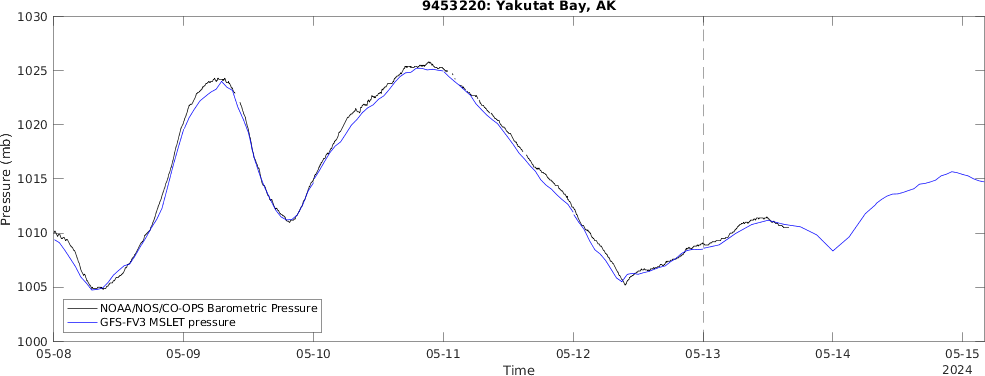 9453220: Yakutat Bay, AK
Pressure (mb)
1030
1025
1020
1015
1010
1005
1000
NOAA/NOS/CO-OPS Barometric Pressure
GFS-FV3 MSLET pressure
05-08 05-09 05-10 05-11 05-12 05-13 05-14 05-15
Time
2024